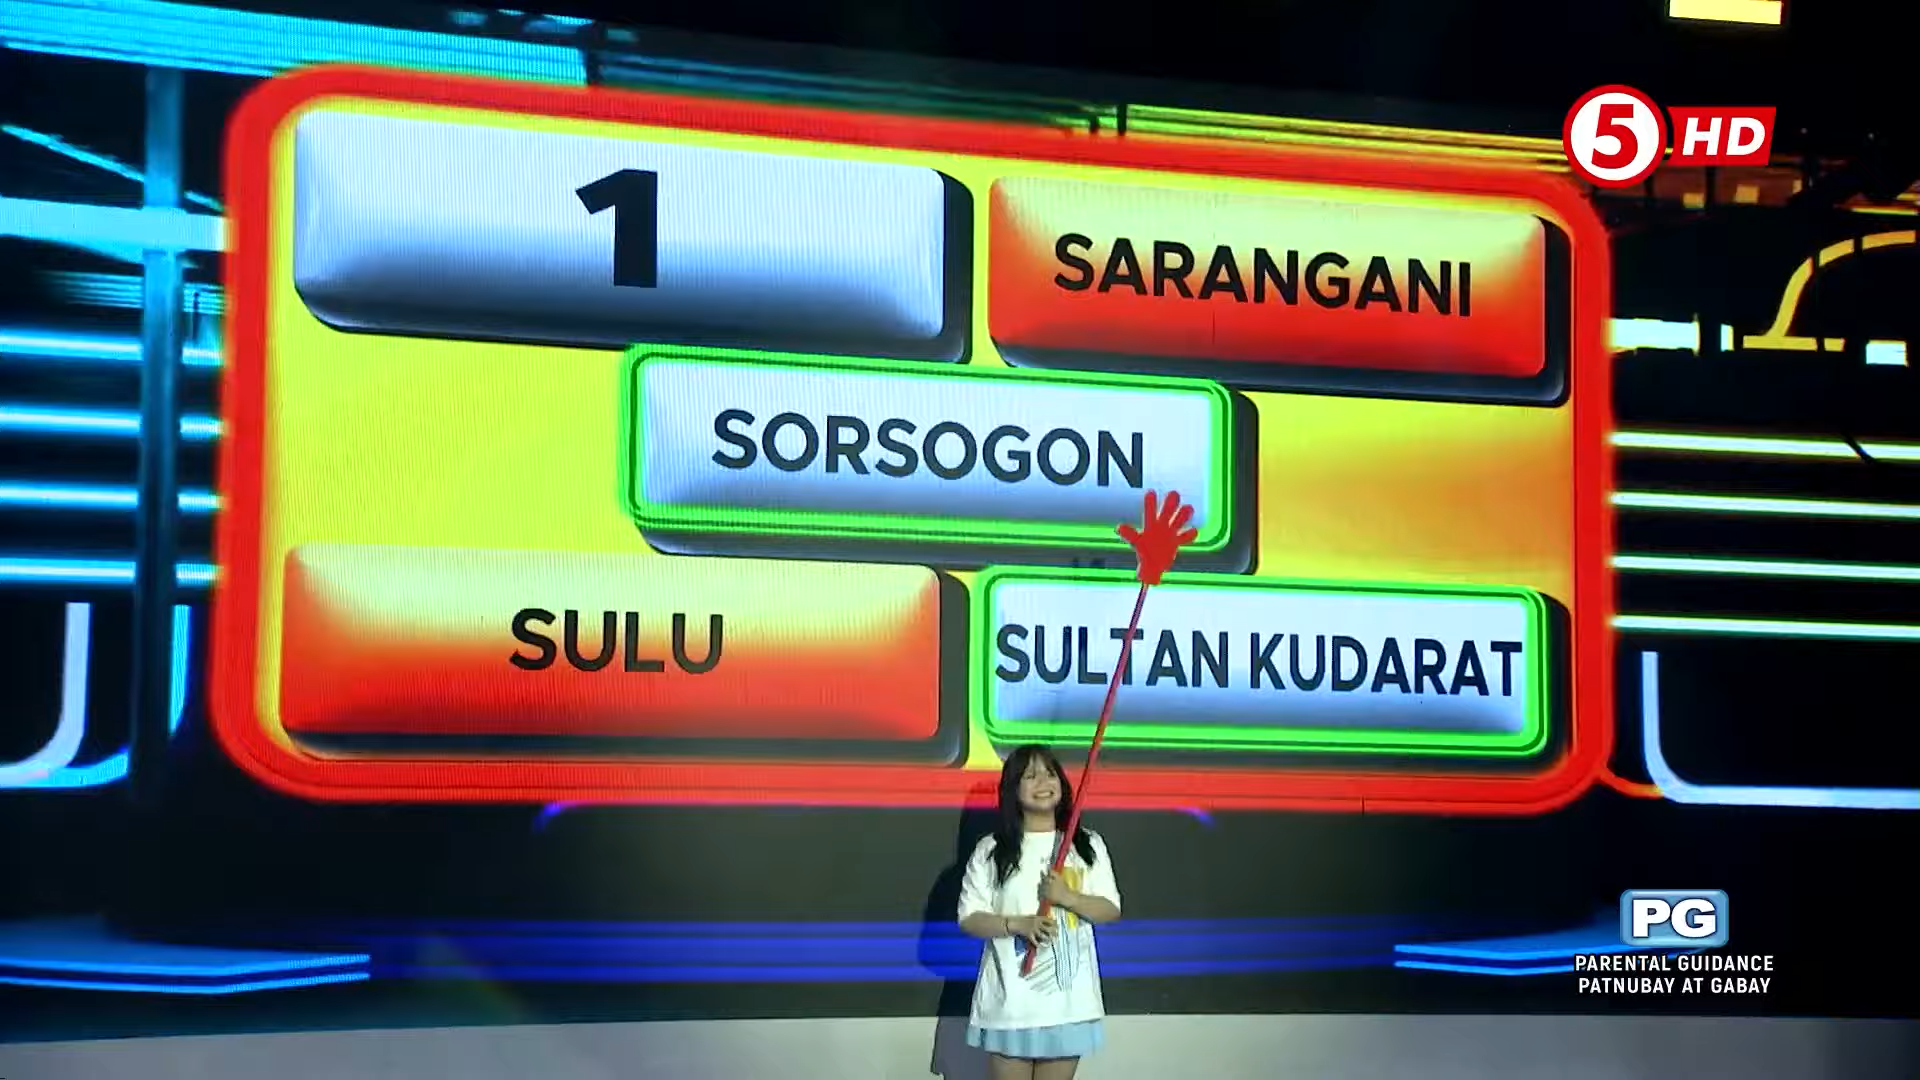 5 HD
1
SARANGANI
SORSOGON
SULU
SULTAN KUDARAT
PG
PARENTAL GUIDANCE
PATNUBAY AT GABAY